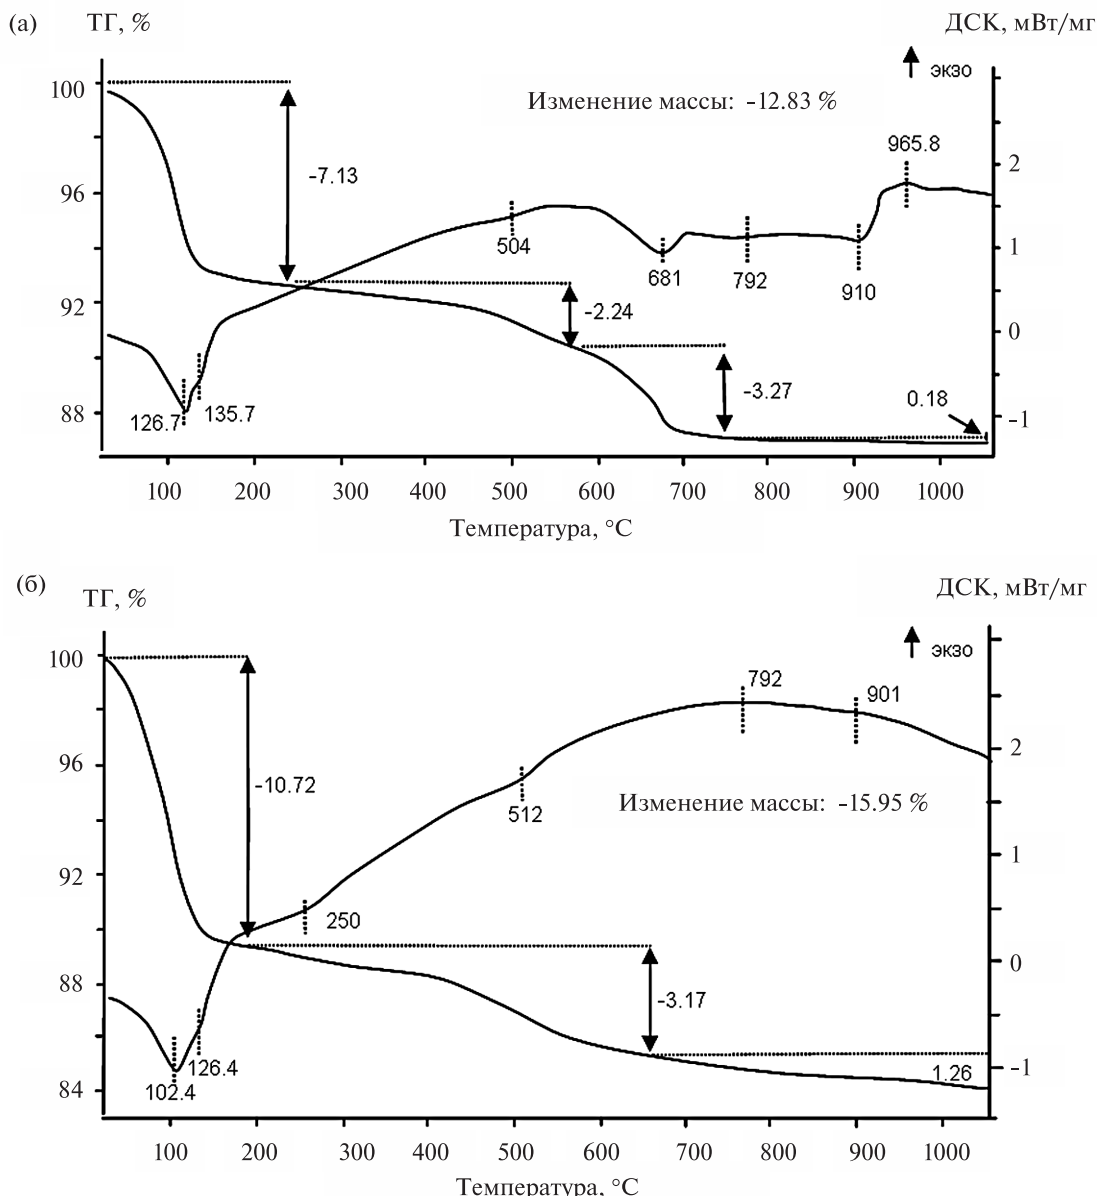 (а) ТГ, % ДСК, мВт/мг
экзо
100
Изменение массы: -12.83 %
965.8
2
-7.13
96
504
1
681 792 910
92
-2.24
0
-3.27
0.18
126.7 135.7
88
-1
100 200 300 400 500 600 700 800 900 1000
Температура, °C
(б) ТГ, % ДСК, мВт/мг
экзо
100
792 901
2
96
-10.72
Изменение массы: -15.95 %
512
1
92
250
0
88
-3.17
126.4
1.26
-1
102.4
84
100 200 300 400 500 600 700 800 900 1000
Температура, °C